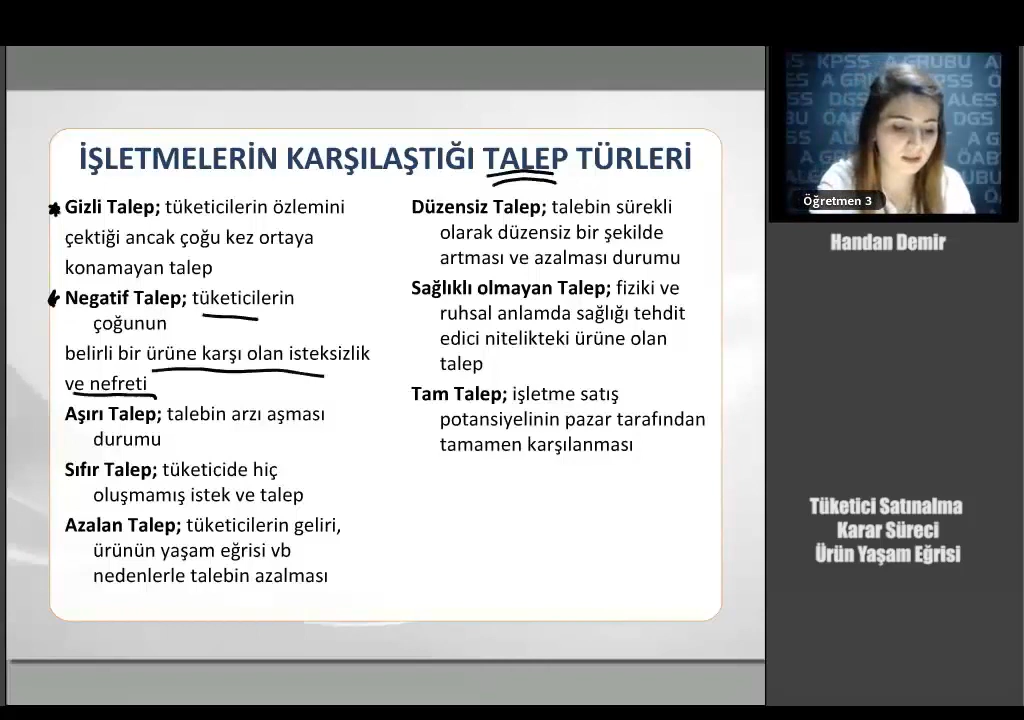 İŞLETMELERİN KARŞILAŞTIĞI TALEP TÜRLERİ
Gizli Talep; tüketicilerin özlemini
çektiği ancak çoğu kez ortaya
konamayan talep
Negatif Talep; tüketicilerin
çoğunun
belirli bir ürüne karşı olan isteksizlik
ve nefreti
Aşırı Talep; talebin arzı aşması
durumu
Sıfır Talep; tüketicide hiç
oluşmamış istek ve talep
Azalan Talep; tüketicilerin geliri,
ürünün yaşam eğrisi vb
nedenlerle talebin azalması
Düzensiz Talep; talebin sürekli
olarak düzensiz bir şekilde
artması ve azalması durumu
Sağlıklı olmayan Talep; fiziki ve
ruhsal anlamda sağlığı tehdit
edici nitelikteki ürüne olan
talep
Tam Talep; işletme satış
potansiyelinin pazar tarafından
tamamen karşılanması
Öğretmen 3
Handan Demir
Tüketici Satınalma
Karar Süreci
Ürün Yaşam Eğrisi